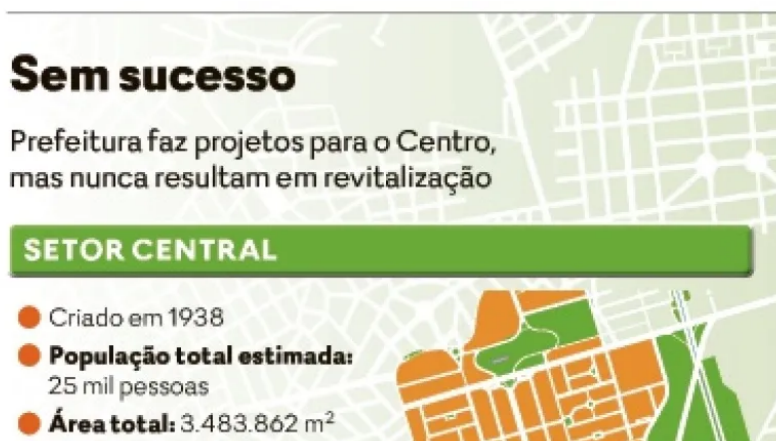 Sem sucesso
Prefeitura faz projetos para o Centro,
mas nunca resultam em revitalização
SETOR CENTRAL
Criado em 1938
População total estimada:
25 mil pessoas
Área total: 3.483.862 m²